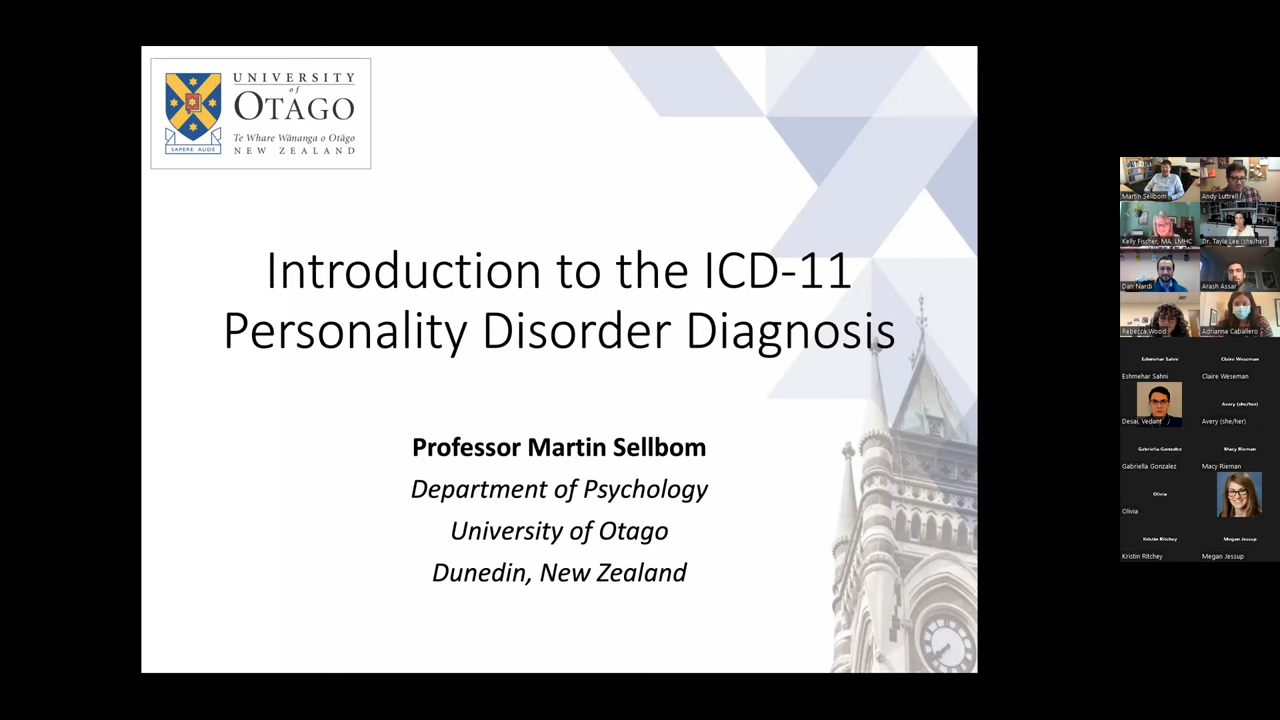 UNIVERSITY
of
OTAGO
Te Whare Wānanga o Otāgo
NEW ZEALAND
SAPERE AUDE
Introduction to the ICD-11
Personality Disorder Diagnosis
Professor Martin Sellbom
Department of Psychology
University of Otago
Dunedin, New Zealand
Martin Sellbom
Andy Luttrell
Kelly Fischer, MA, LMHC
Dr. Tayla Lee (she/her)
Dan Nardi
Arash Assar
Rebecca Wood
Adrianna Caballero
Eshmehar Sahni
Claire Weseman
Eshmehar Sahni
Claire Weseman
Avery (she/her)
Desai, Vedant
Avery (she/her)
Gabriella Gonzalez
Macy Rieman
Gabriella Gonzalez
Macy Rieman
Olivia
Olivia
Kristin Ritchey
Megan Jessup
Kristin Ritchey
Megan Jessup